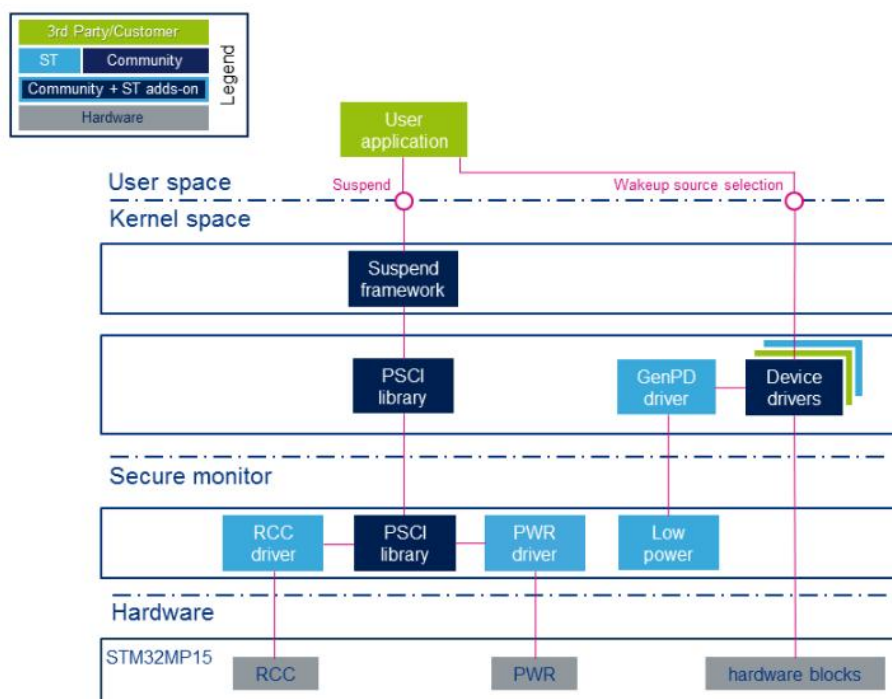 3rd Party/Customer
ST
Community
Community + ST adds-on
Hardware
Legend
User
application
User space
Suspend
Wakeup source selection
Kernel space
Suspend
framework
PSCI
library
GenPD
driver
Device
drivers
Secure monitor
RCC
driver
PSCI
library
PWR
driver
Low
power
Hardware
STM32MP15
RCC
PWR
hardware blocks